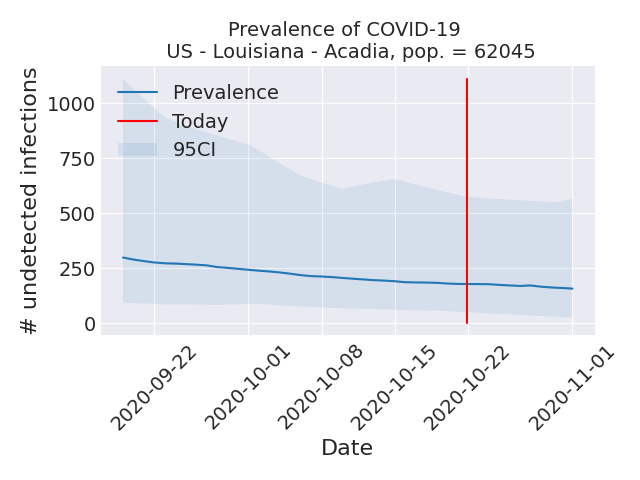 Prevalence of COVID-19
US - Louisiana - Acadia, pop. = 62045
# undetected infections
1000
750
500
250
0
Prevalence
Today
95CI
2020-09-22
2020-10-01
2020-10-08
2020-10-15
2020-10-22
2020-11-01
Date